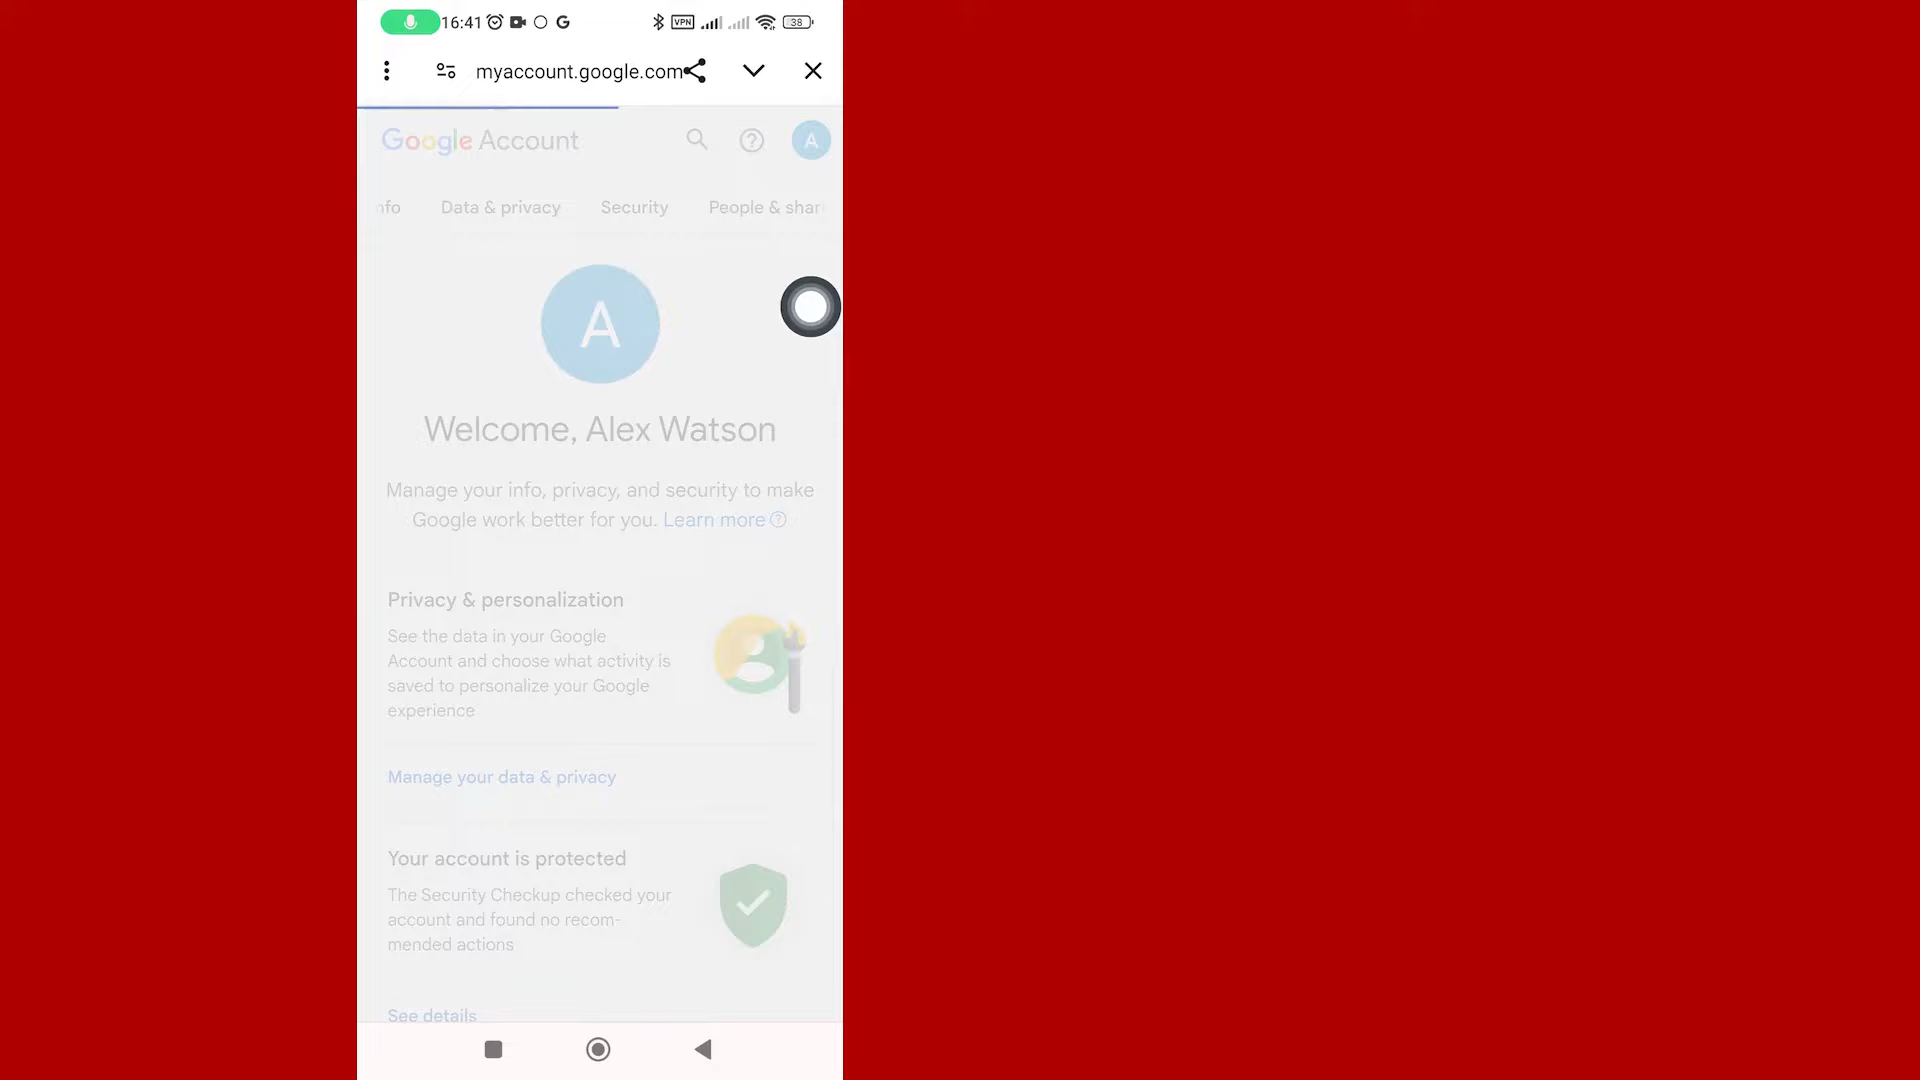 16:41 G VPN 38
myaccount.google.com
Google Account
A
nfo Data & privacy Security People & shar
A
Welcome, Alex Watson
Manage your info, privacy, and security to make
Google work better for you. Learn more
Privacy & personalization
See the data in your Google
Account and choose what activity is
saved to personalize your Google
experience
Manage your data & privacy
Your account is protected
The Security Checkup checked your
account and found no recom-
mended actions
See details